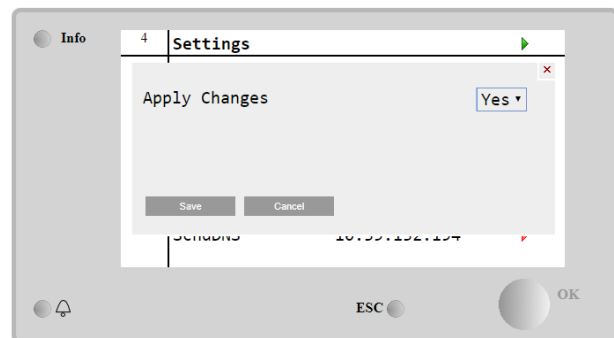 Info
4 Settings
×
Apply Changes Yes
Save Cancel
ESC OK